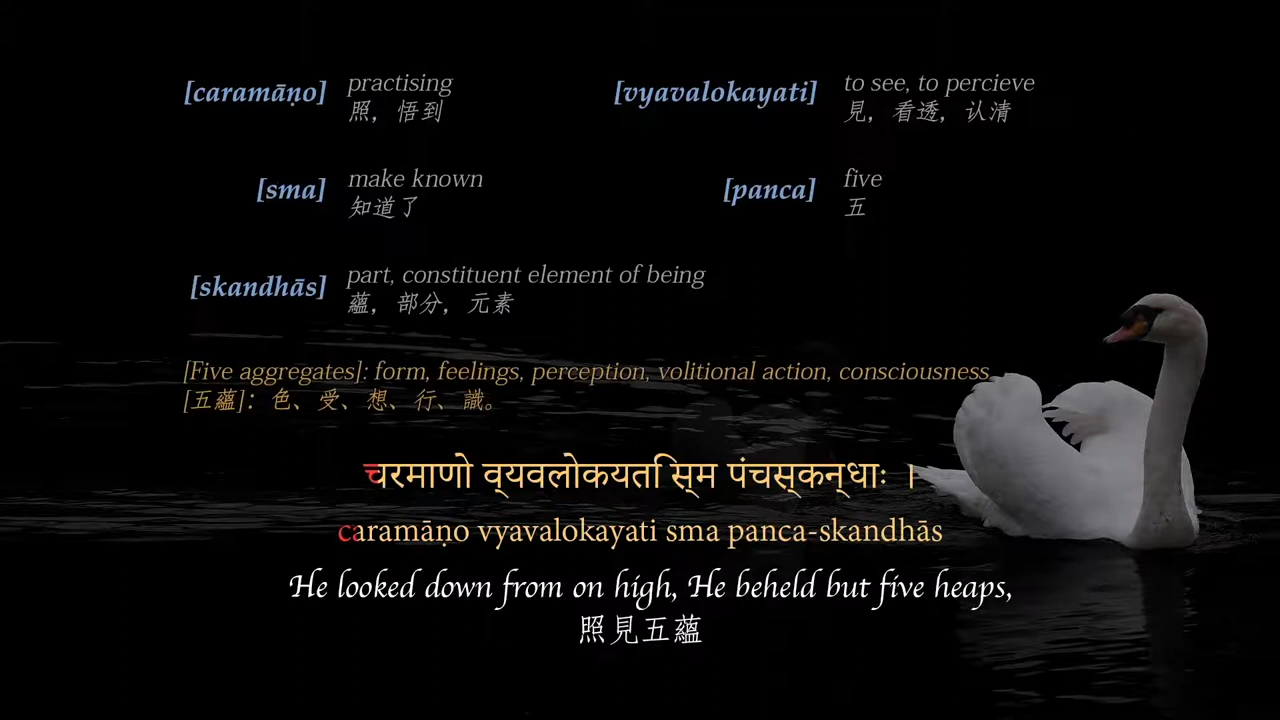 [caramāṇo] practising
照，悟到
[vyavalokayati] to see, to percieve
見，看透，认清
[sma] make known
知道了
[panca] five
五
[skandhās] part, constituent element of being
蘊，部分，元素
[Five aggregates]: form, feelings, perception, volitional action, consciousness.
[五蘊]：色、受、想、行、識。
चरमाणो व्‌यवलोकयता स्‌मि पंचस्‌कन्‌धाः ।
caramāṇo vyavalokayati sma panca-skandhās
He looked down from on high, He beheld but five heaps,
照見五蘊